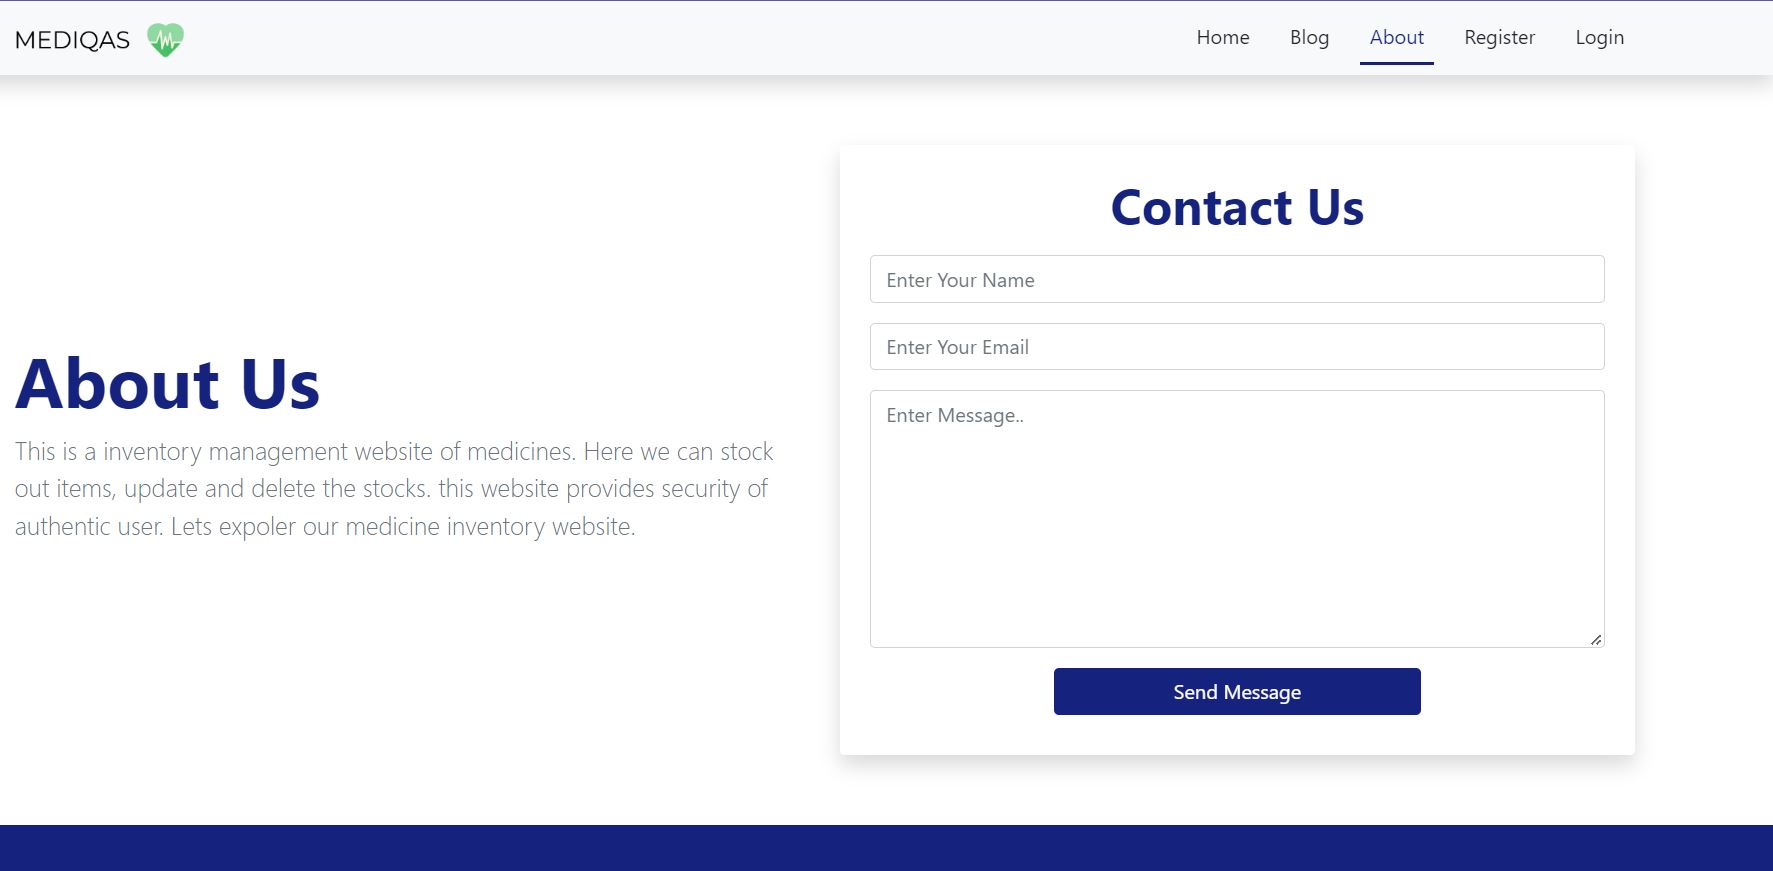 MEDIQAS
Home Blog About Register Login
About Us
This is a inventory management website of medicines. Here we can stock
out items, update and delete the stocks. this website provides security of
authentic user. Lets expoler our medicine inventory website.
Contact Us
Enter Your Name
Enter Your Email
Enter Message..
Send Message